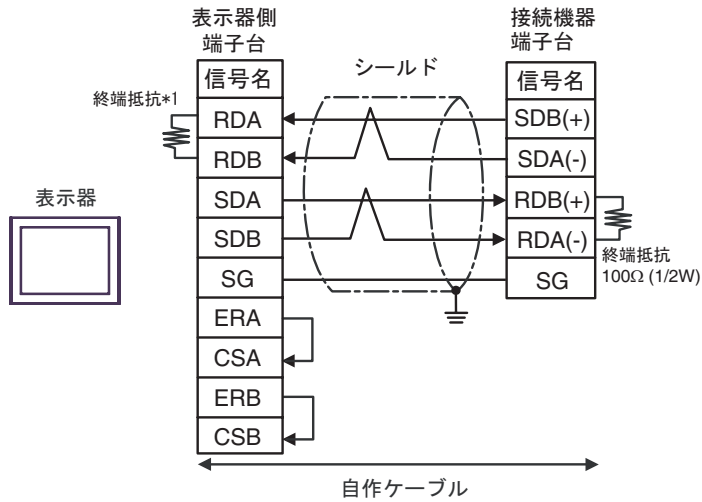 表示器側
端子台
接続機器
端子台
シールド
信号名
信号名
終端抵抗*1
RDA
SDB(+)
RDB
SDA(-)
表示器
SDA
RDB(+)
SDB
RDA(-)
終端抵抗
100Ω (1/2W)
SG
SG
ERA
CSA
ERB
CSB
自作ケーブル